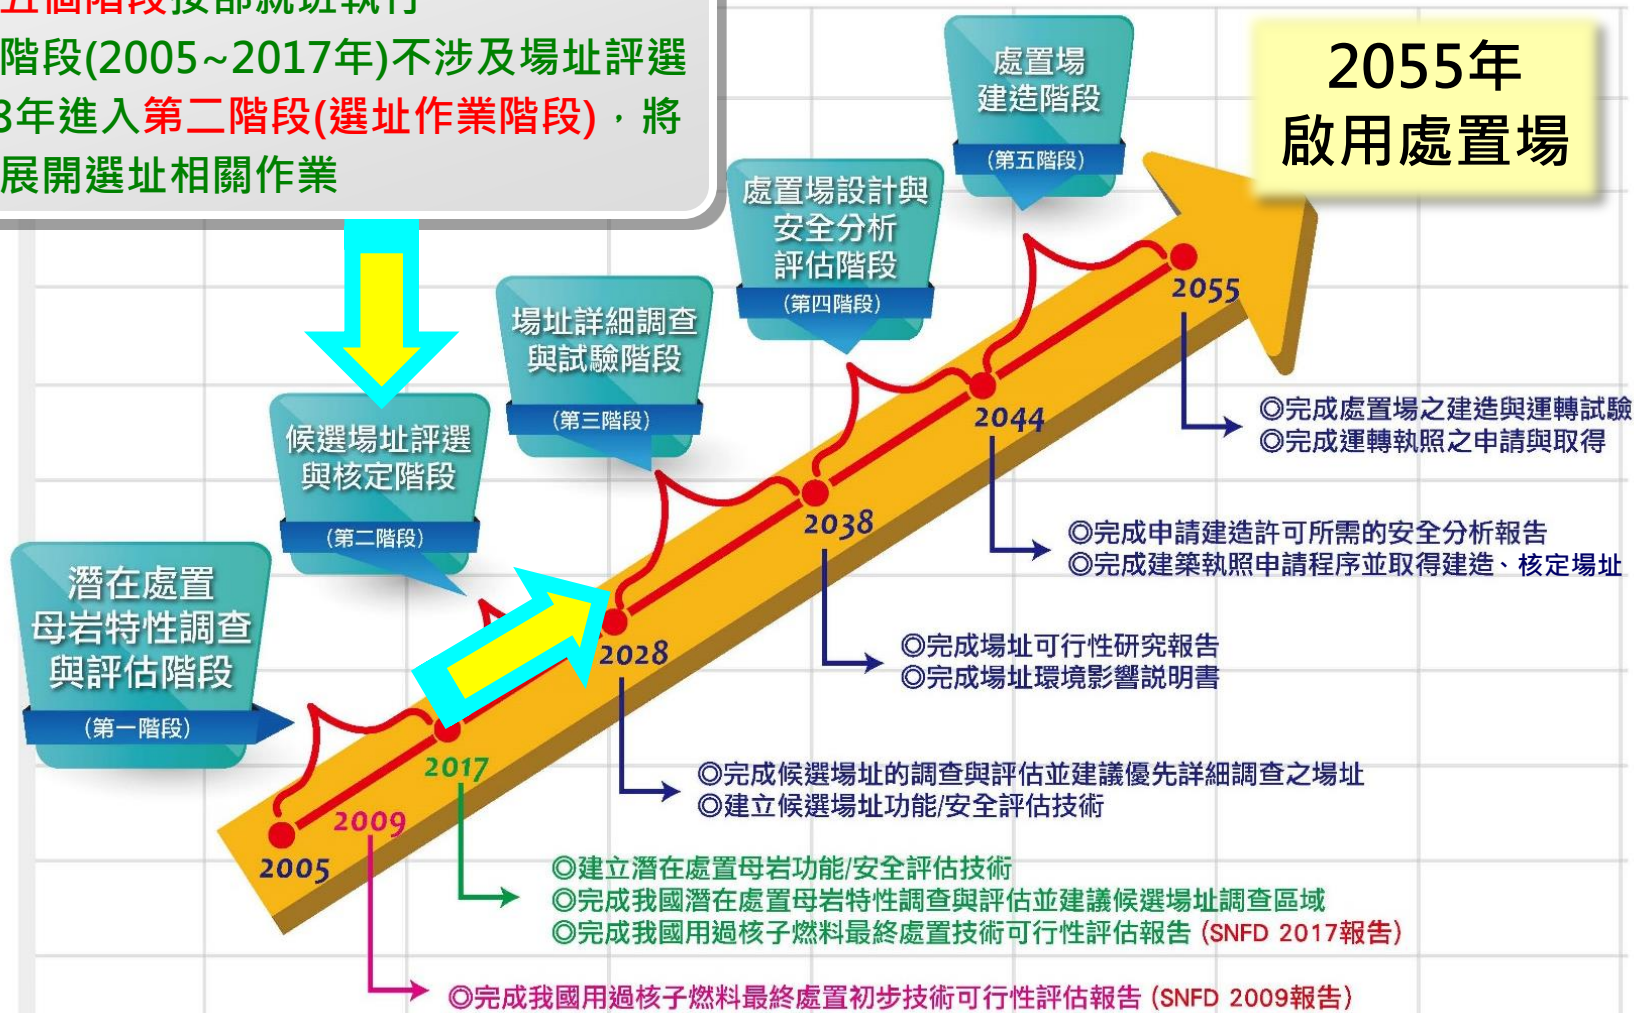 五個階段按部就班執行
階段(2005~2017年)不涉及場址評選
8年進入第二階段(選址作業階段)，將
展開選址相關作業
2055年
啟用處置場
處置場
建造階段
(第五階段)
處置場設計與
安全分析
評估階段
(第四階段)
場址詳細調查
與試驗階段
(第三階段)
候選場址評選
與核定階段
(第二階段)
潛在處置
母岩特性調查
與評估階段
(第一階段)
2055
◎完成處置場之建造與運轉試驗
◎完成運轉執照之申請與取得
2044
◎完成申請建造許可所需的安全分析報告
◎完成建築執照申請程序並取得建造、核定場址
2038
◎完成場址可行性研究報告
◎完成場址環境影響説明書
2028
◎完成候選場址的調查與評估並建議優先詳細調查之場址
◎建立候選場址功能/安全評估技術
2017
◎建立潛在處置母岩功能/安全評估技術
◎完成我國潛在處置母岩特性調查與評估並建議候選場址調查區域
◎完成我國用過核子燃料最終處置技術可行性評估報告 (SNFD 2017報告)
2009
◎完成我國用過核子燃料最終處置初步技術可行性評估報告 (SNFD 2009報告)
2005